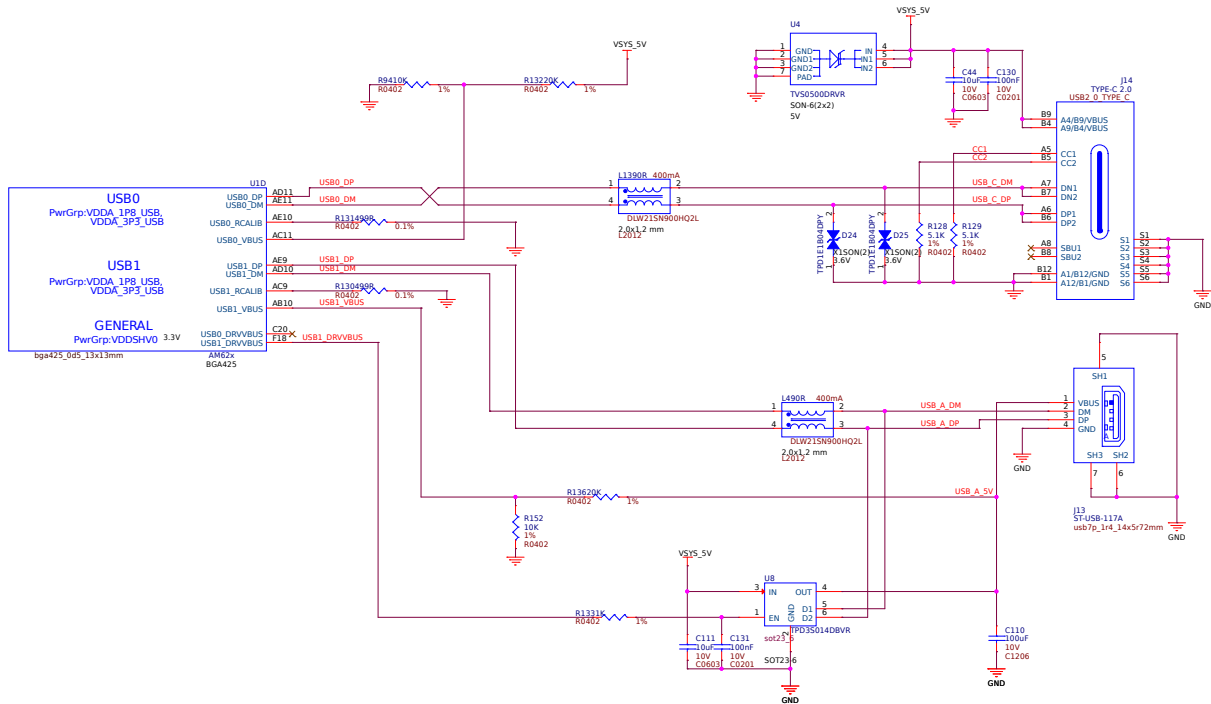 U4
VSYS_5V
VSYS_5V
1 GND IN 4
2 GND1 IN1 5
3 GND2 IN2 6
7 PAD
TVS0500DRVR
SON-6(2x2)
5V
C44
10uF
10V
C0603
C130
100nF
10V
C0201
J14
TYPE-C 2.0
USB2_0_TYPE_C
R9410K
R0402 1%
R13220K
R0402 1%
B9 A4/B9/VBUS
B4 A9/B4/VBUS
CC1 A5 CC1
CC2 B5 CC2
USB_C_DM A7 DN1
B7 DN2
USB_C_DP A6 DP1
B6 DP2
A8 SBU1
B8 SBU2
B12 A1/B12/GND
B1 A12/B1/GND
S1 S1
S2 S2
S3 S3
S4 S4
S5 S5
S6 S6
GND
L1390R 400mA
1 2
4 3
DLW21SN900HQ2L
2.0x1.2 mm
L2012
TPD1E1B04DPY
2
1
D24
X1SON(2)
3.6V
TPD1E1B04DPY
2
1
D25
X1SON(2)
3.6V
R128
5.1K
1%
R0402
R129
5.1K
1%
R0402
U1D
USB0
PwrGrp:VDDA_1P8_USB,
VDDA_3P3_USB
USB0_DP AD11 USB0_DP
USB0_DM AE11 USB0_DM
USB0_RCALIB AE10
R131499R
R0402 0.1%
USB0_VBUS AC11
USB1
PwrGrp:VDDA_1P8_USB,
VDDA_3P3_USB
USB1_DP AE9 USB1_DP
USB1_DM AD10 USB1_DM
USB1_RCALIB AC9
R130499R
R0402 0.1%
USB1_VBUS AB10 USB1_VBUS
GENERAL
PwrGrp:VDDSHV0 3.3V
USB0_DRVVBUS C20
USB1_DRVVBUS F18 USB1_DRVVBUS
bga425_0d5_13x13mm
AM62x
BGA425
L490R 400mA
1 2
4 3
DLW21SN900HQ2L
2.0x1.2 mm
L2012
USB_A_DM
USB_A_DP
5
SH1
1 VBUS
2 DM
3 DP
4 GND
A
SH3 SH2
7 6
GND
J13
ST-USB-117A
usb7p_1r4_14x5r72mm
GND
R13620K
R0402 1%
USB_A_5V
R152
10K
1%
R0402
VSYS_5V
U8
3 IN OUT 4
D1 5
1 EN D2 6
GND
2
TPD3S014DBVR
sot23_6
SOT23-6
R1331K
R0402 1%
C111
10uF
10V
C0603
C131
100nF
10V
C0201
GND
C110
100uF
10V
C1206
GND